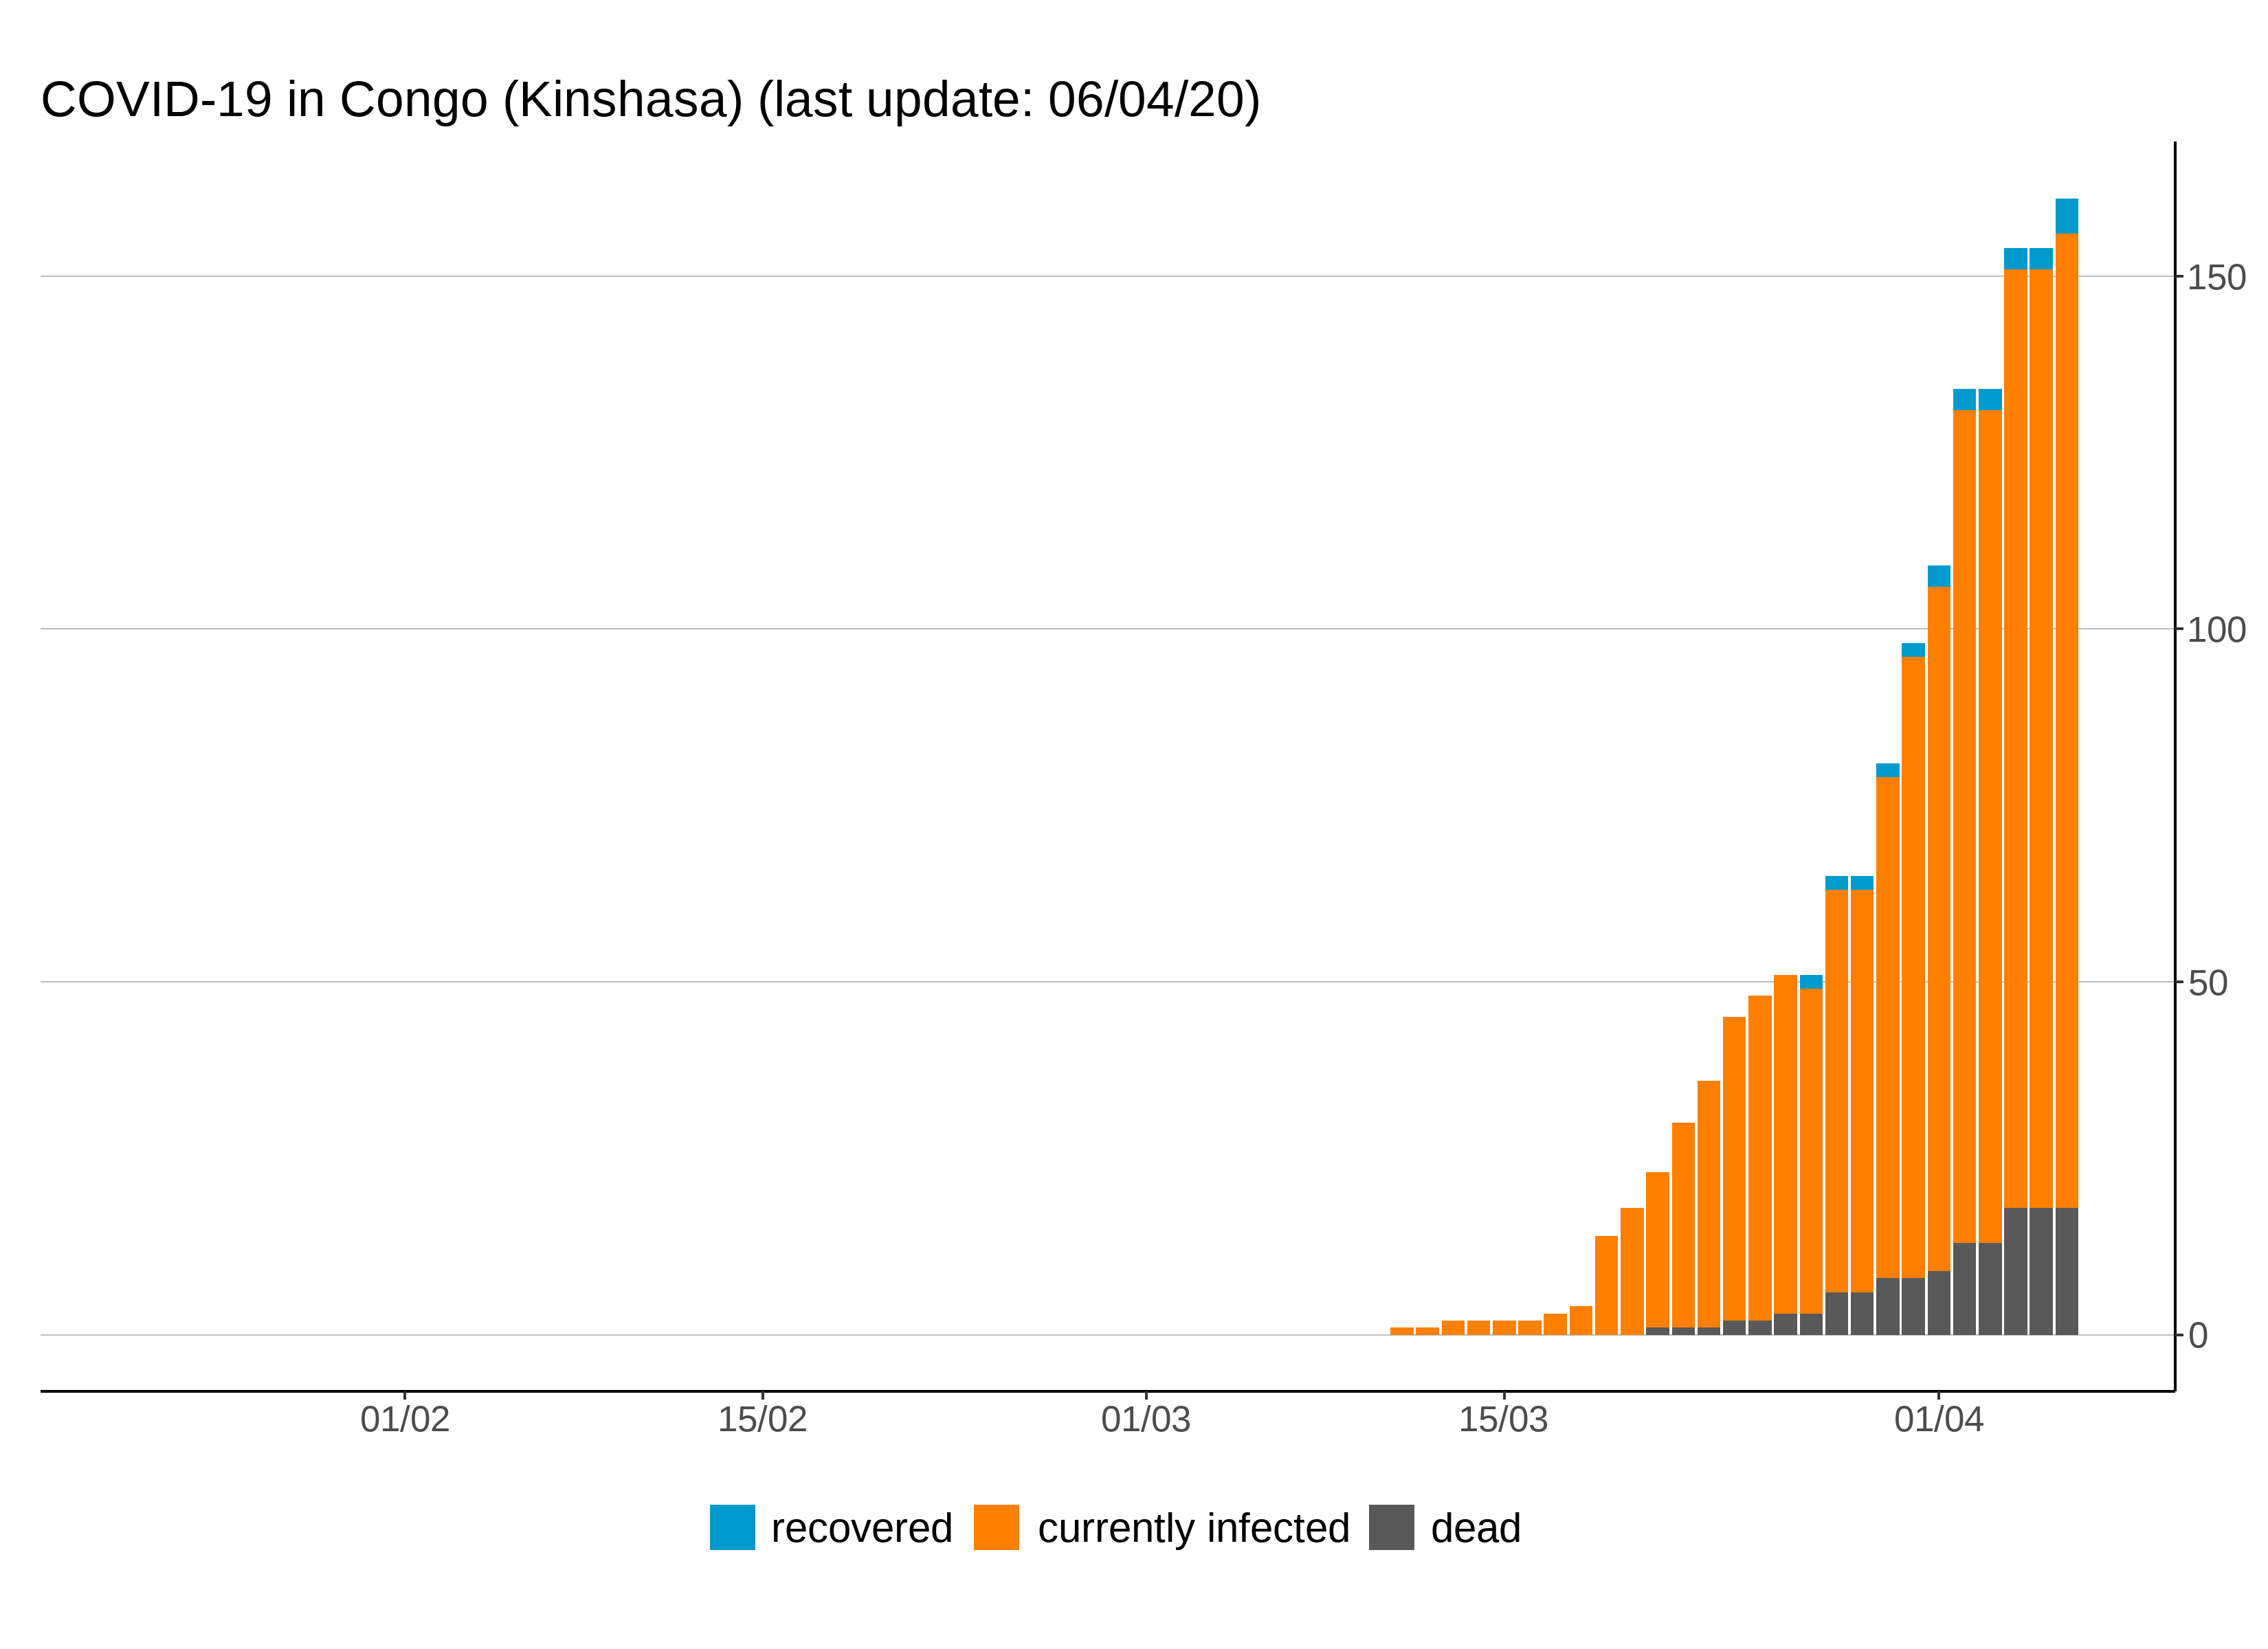 COVID-19 in Congo (Kinshasa) (last update: 06/04/20)
150
100
50
0
01/02 15/02 01/03 15/03 01/04
recovered currently infected dead